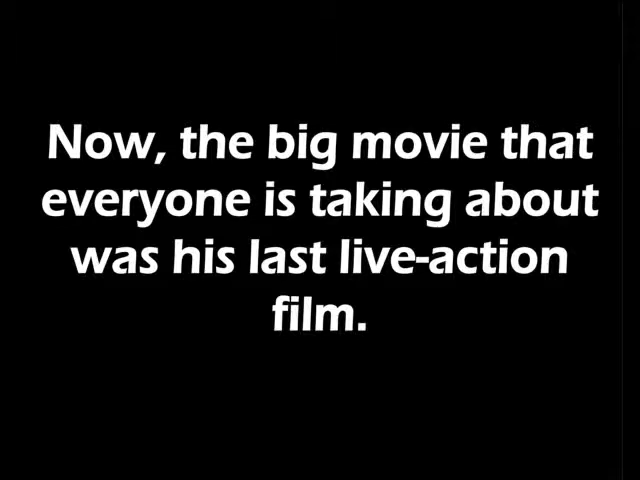 Now, the big movie that
everyone is taking about
was his last live-action
film.